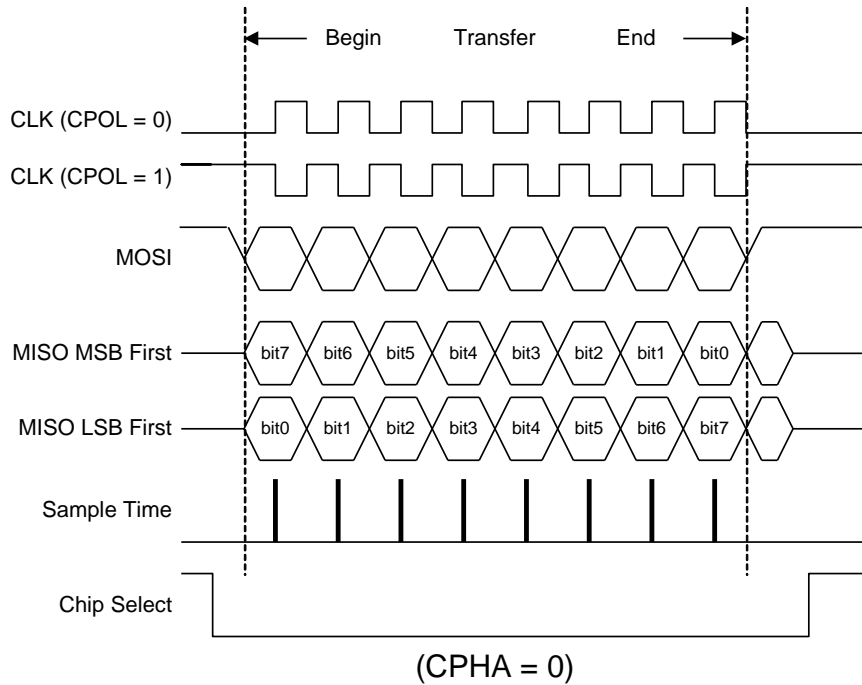 Begin Transfer End
CLK (CPOL = 0)
CLK (CPOL = 1)
MOSI
MISO MSB First bit7 bit6 bit5 bit4 bit3 bit2 bit1 bit0
MISO LSB First bit0 bit1 bit2 bit3 bit4 bit5 bit6 bit7
Sample Time
Chip Select
(CPHA = 0)